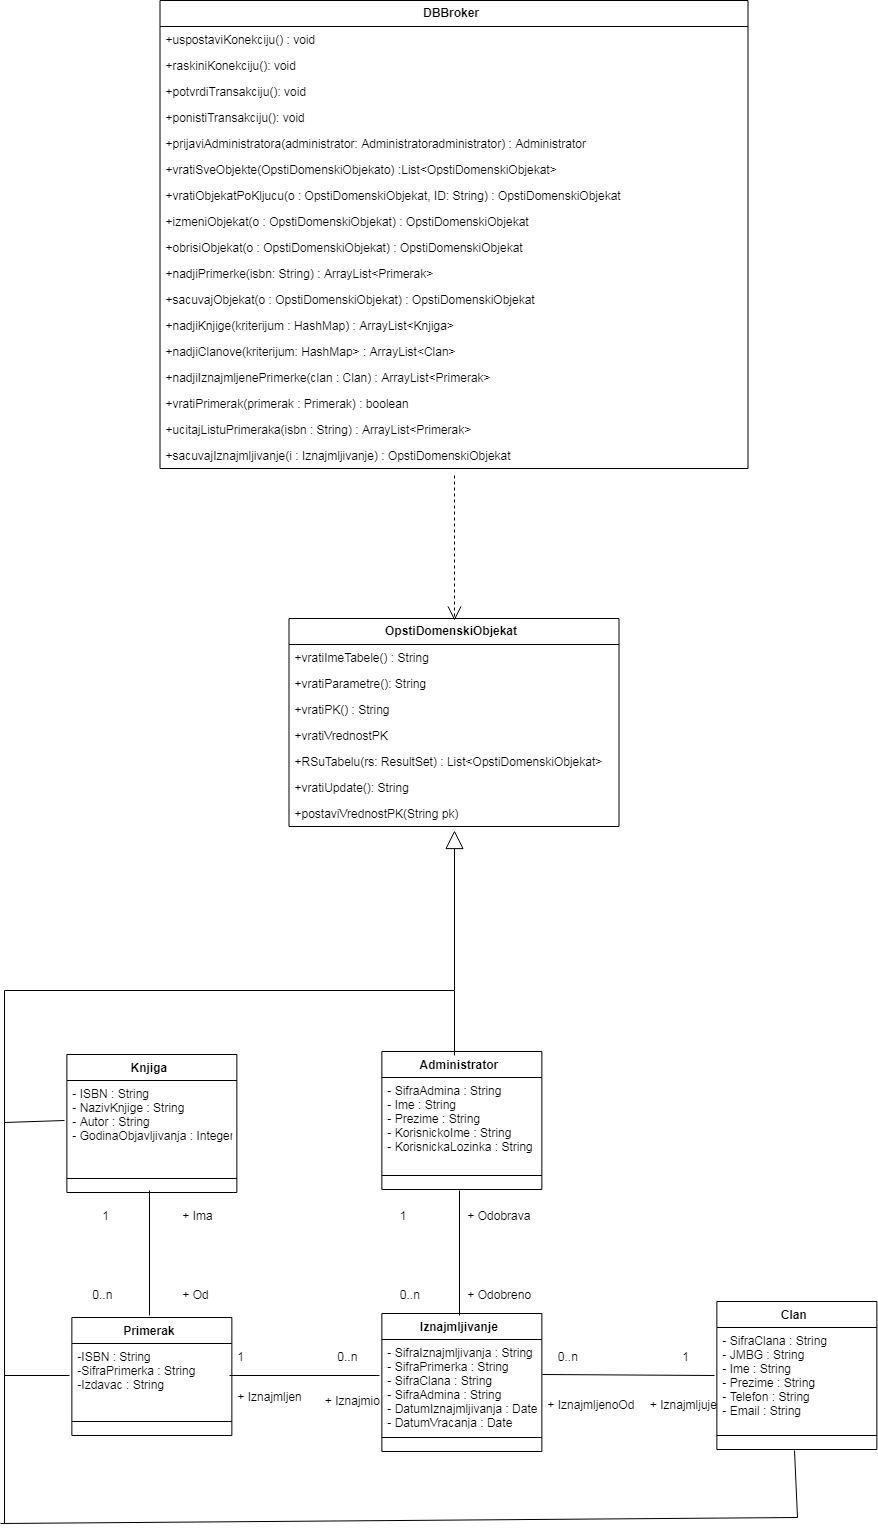 DBBroker
+uspostaviKonekciju() : void
+raskiniKonekciju(): void
+potvrdiTransakciju(): void
+ponistiTransakciju(): void
+prijaviAdministratora(administrator: Administratoradministrator) : Administrator
+vratiSveObjekte(OpstiDomenskiObjekato) :List<OpstiDomenskiObjekat>
+vratiObjekatPoKljucu(o : OpstiDomenskiObjekat, ID: String) : OpstiDomenskiObjekat
+izmeniObjekat(o : OpstiDomenskiObjekat) : OpstiDomenskiObjekat
+obrisiObjekat(o : OpstiDomenskiObjekat) : OpstiDomenskiObjekat
+nadjiPrimerke(isbn: String) : ArrayList<Primerak>
+sacuvajObjekat(o : OpstiDomenskiObjekat) : OpstiDomenskiObjekat
+nadjiKnjige(kriterijum : HashMap) : ArrayList<Knjiga>
+nadjiClanove(kriterijum: HashMap> : ArrayList<Clan>
+nadjiIznajmljenePrimerke(clan : Clan) : ArrayList<Primerak>
+vratiPrimerak(primerak : Primerak) : boolean
+ucitajListuPrimeraka(isbn : String) : ArrayList<Primerak>
+sacuvajIznajmljivanje(i : Iznajmljivanje) : OpstiDomenskiObjekat
OpstiDomenskiObjekat
+vratiImeTabele() : String
+vratiParametre(): String
+vratiPK() : String
+vratiVrednostPK
+RSuTabelu(rs: ResultSet) : List<OpstiDomenskiObjekat>
+vratiUpdate(): String
+postaviVrednostPK(String pk)
Knjiga
- ISBN : String
- NazivKnjige : String
- Autor : String
- GodinaObjavljivanja : Integer
Administrator
- SifraAdmina : String
- Ime : String
- Prezime : String
- KorisnickoIme : String
- KorisnickaLozinka : String
1
+ Ima
1
+ Odobrava
0..n
+ Od
0..n
+ Odobreno
Primerak
-ISBN : String
-SifraPrimerka : String
-Izdavac : String
1
0..n
+ Iznajmljen
+ Iznajmio
Iznajmljivanje
- SifraIznajmljivanja : String
- SifraPrimerka : String
- SifraClana : String
- SifraAdmina : String
- DatumIznajmljivanja : Date
- DatumVracanja : Date
0..n
1
+ IznajmljenoOd
+ Iznajmljuje
Clan
- SifraClana : String
- JMBG : String
- Ime : String
- Prezime : String
- Telefon : String
- Email : String